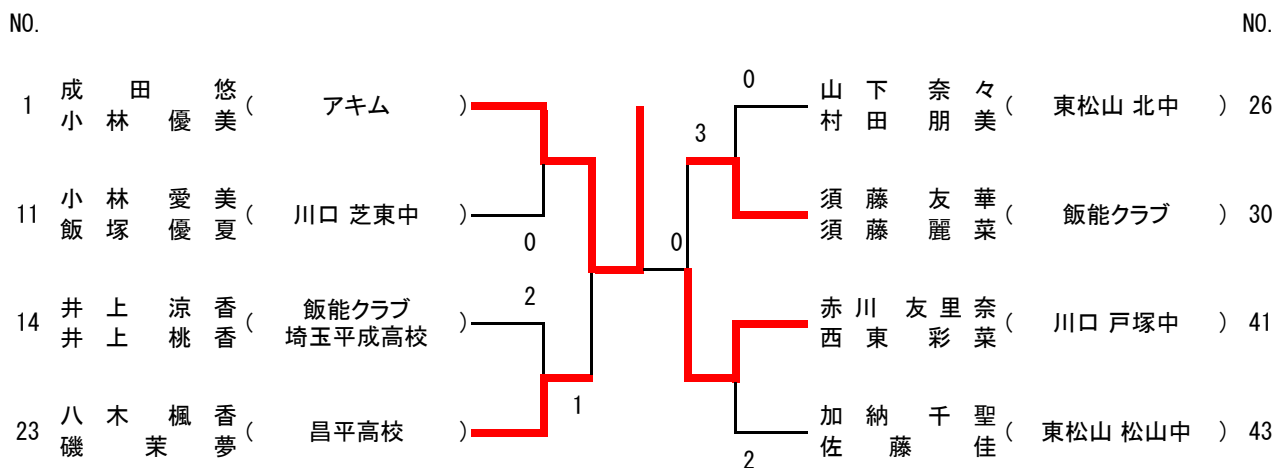 NO. NO.
0
1 成田悠 ( アキム ) 山下奈々 ( 東松山 北中 ) 26
小林優美 村田朋美
3
11 小林愛美 ( 川口 芝東中 ) 須藤友華 ( 飯能クラブ ) 30
飯塚優夏 須藤麗菜
0 0
2
14 井上涼香 ( 飯能クラブ ) 赤川友里奈 ( 川口 戸塚中 ) 41
井上桃香 埼玉平成高校 西東彩菜
1
23 八木楓香 ( 昌平高校 ) 加納千聖 ( 東松山 松山中 ) 43
磯茉夢 佐藤佳
2